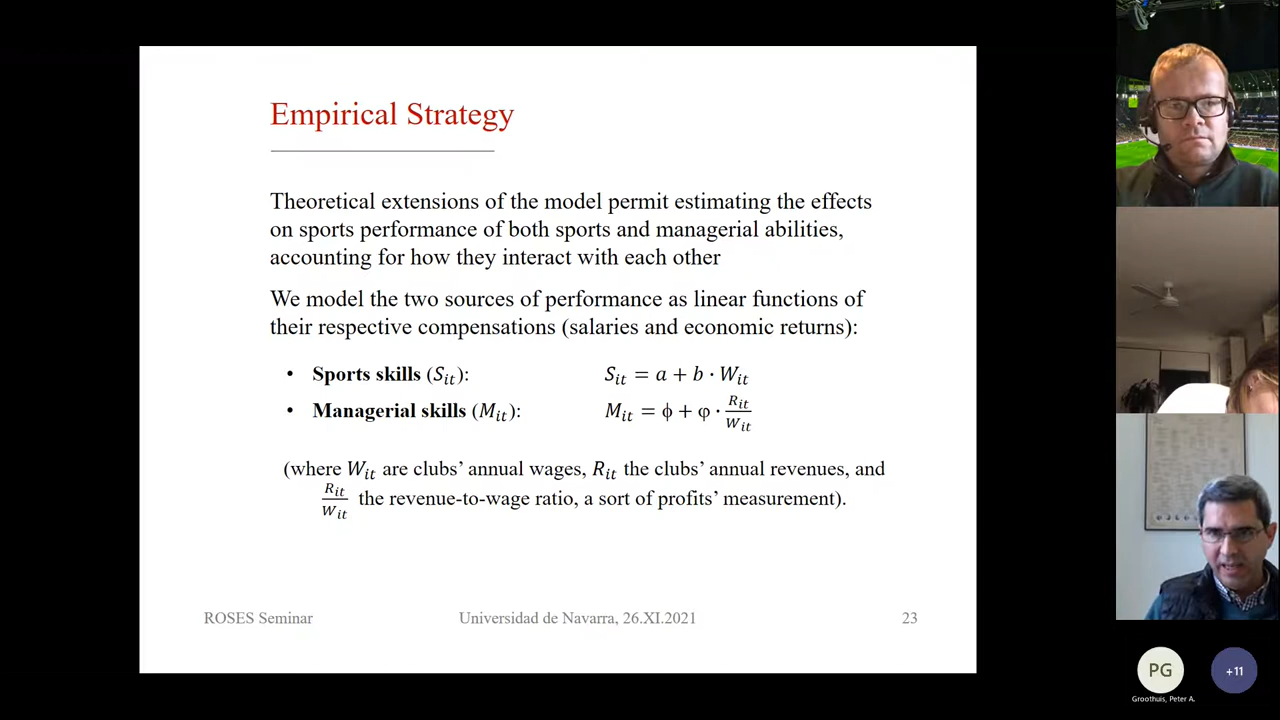 Empirical Strategy
Theoretical extensions of the model permit estimating the effects
on sports performance of both sports and managerial abilities,
accounting for how they interact with each other
We model the two sources of performance as linear functions of
their respective compensations (salaries and economic returns):
• Sports skills (S_it): S_it = a + b · W_it
• Managerial skills (M_it): M_it = ϕ + φ · R_it / W_it
(where W_it are clubs' annual wages, R_it the clubs' annual revenues, and
R_it / W_it the revenue-to-wage ratio, a sort of profits' measurement).
ROSES Seminar Universidad de Navarra, 26.XI.2021 23
PG
+11
Groothuis, Peter A.